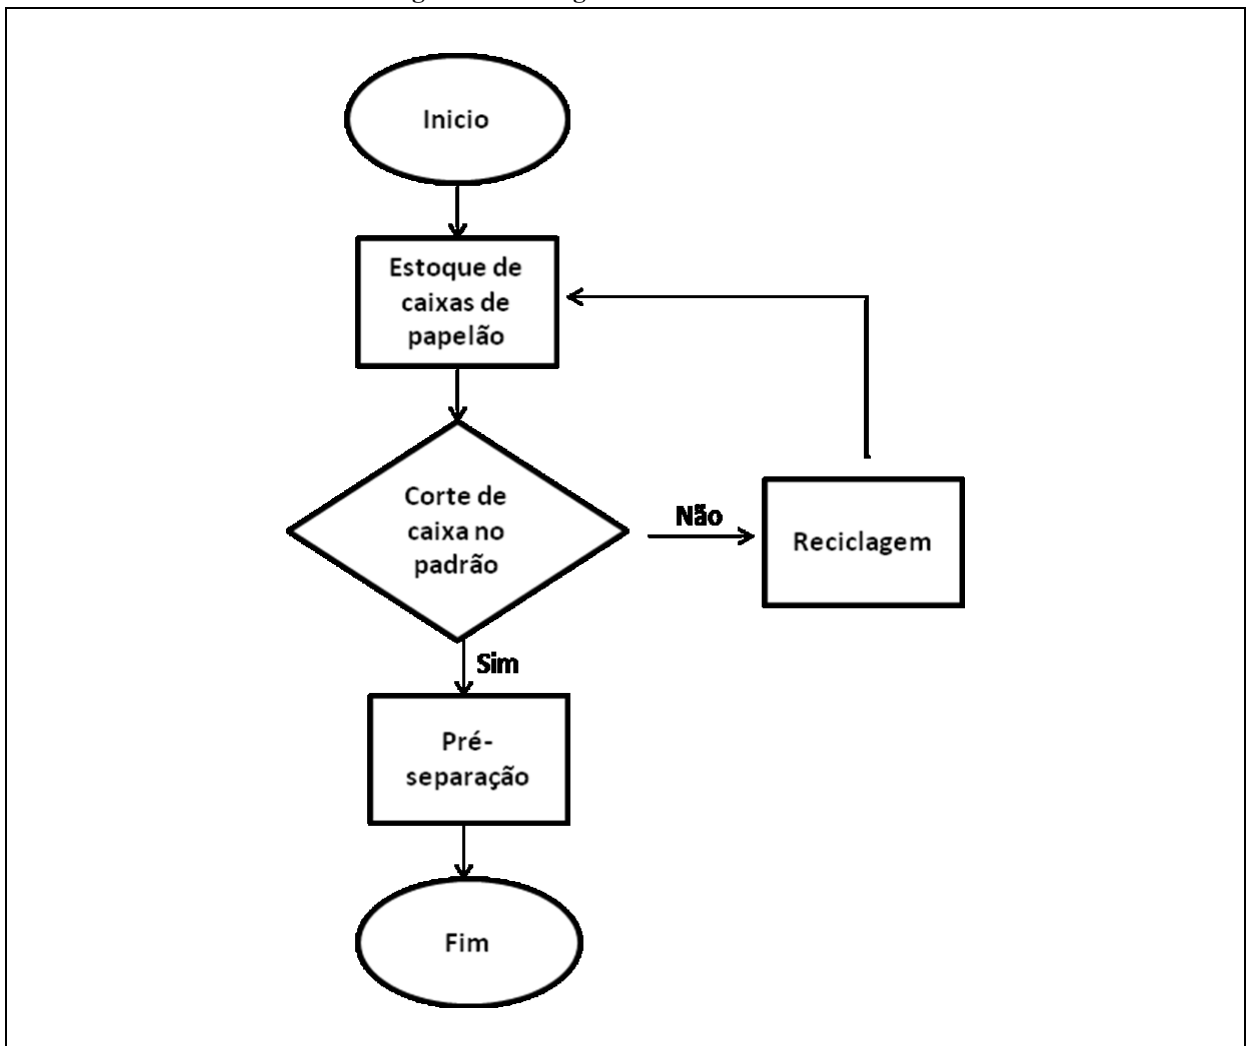 Inicio
Estoque de
caixas de
papelão
Corte de
caixa no
padrão
Não
Reciclagem
Sim
Pré-
separação
Fim